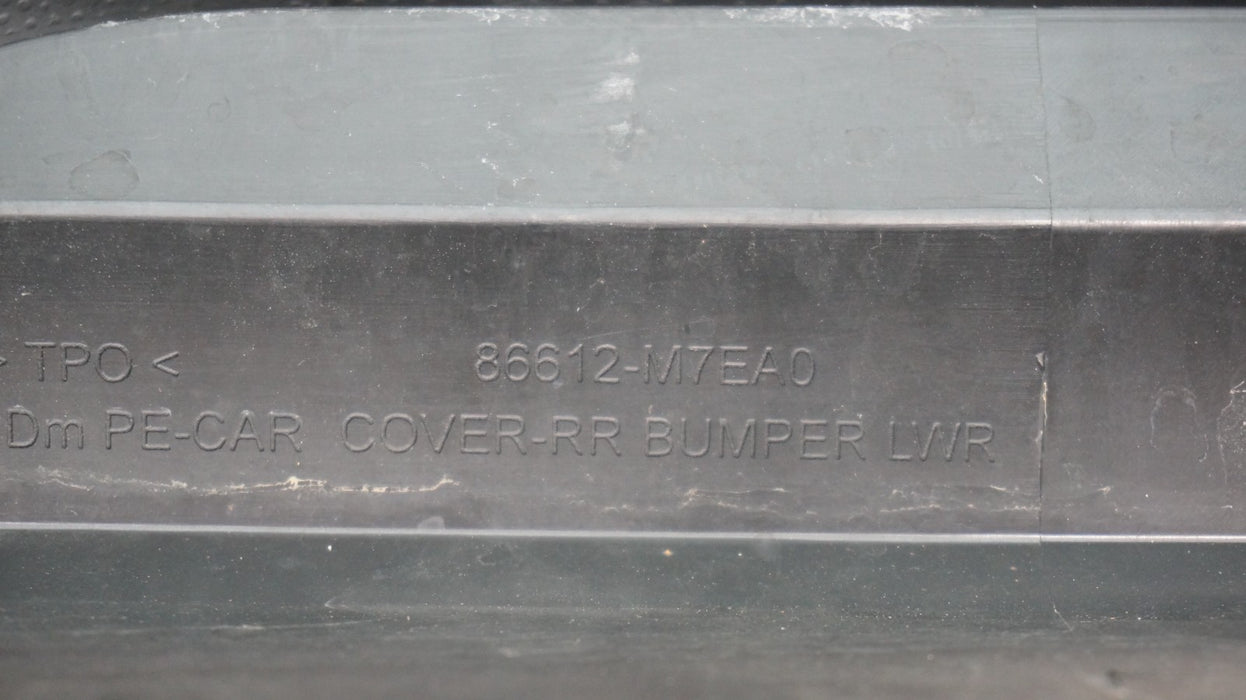 > TPO <
86612-M7EA0
Dm PE-CAR COVER-RR BUMPER LWR